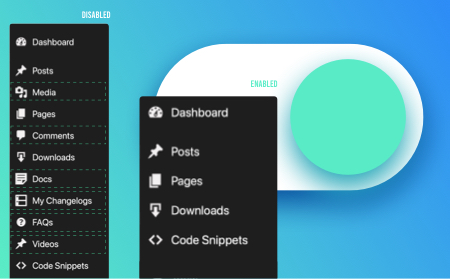 DISABLED
Dashboard
Posts
Media
Pages
Comments
Downloads
Docs
My Changelogs
FAQs
Videos
Code Snippets
ENABLED
Dashboard
Posts
Pages
Downloads
Code Snippets